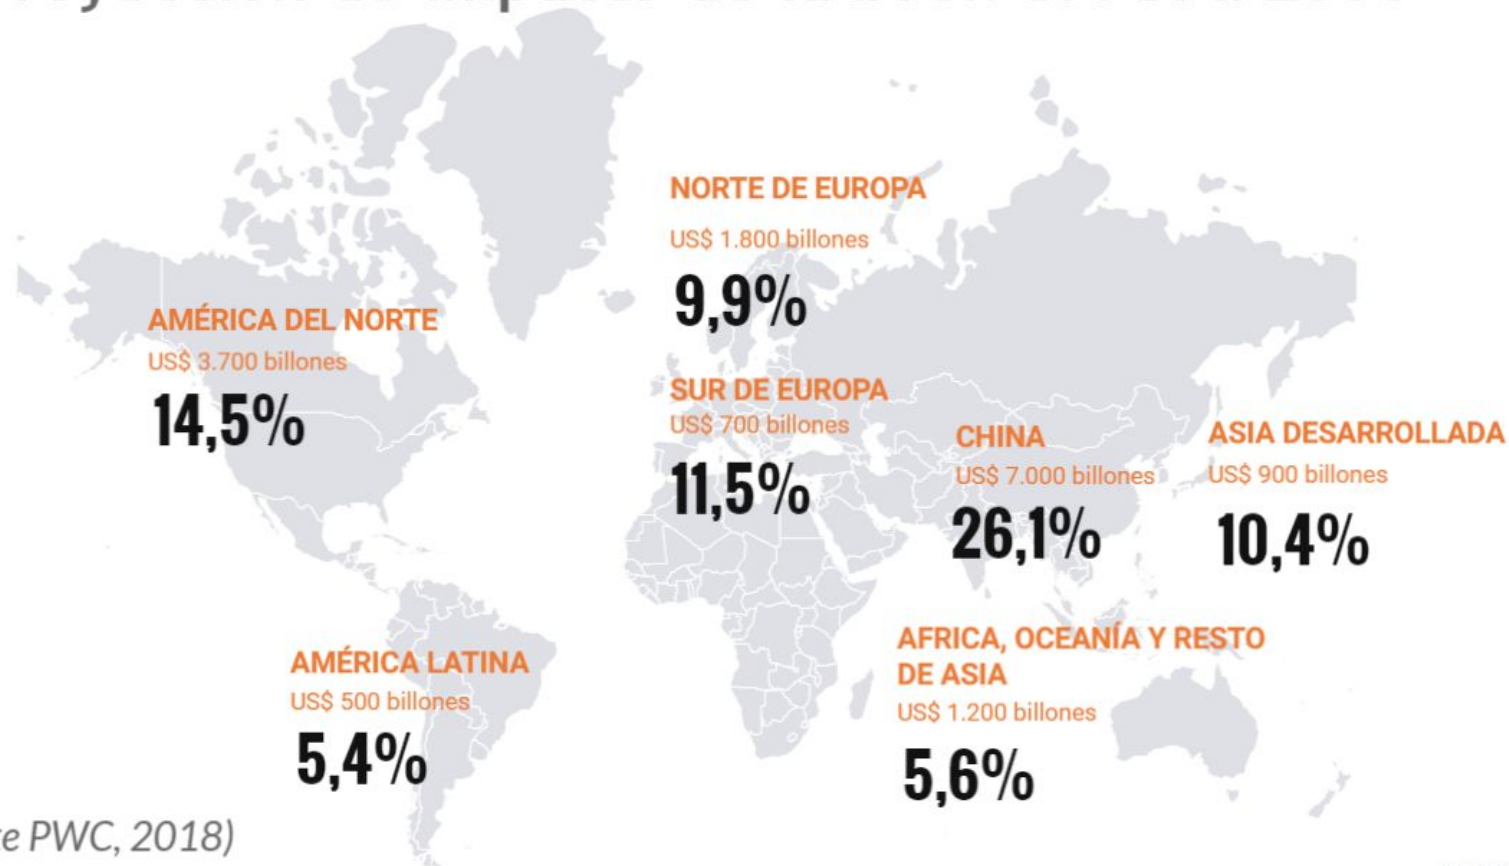 NORTE DE EUROPA
US$ 1.800 billones
9,9%
AMÉRICA DEL NORTE
US$ 3.700 billones
14,5%
SUR DE EUROPA
US$ 700 billones
11,5%
CHINA
US$ 7.000 billones
26,1%
ASIA DESARROLLADA
US$ 900 billones
10,4%
AMÉRICA LATINA
US$ 500 billones
5,4%
AFRICA, OCEANÍA Y RESTO
DE ASIA
US$ 1.200 billones
5,6%
PWC, 2018)